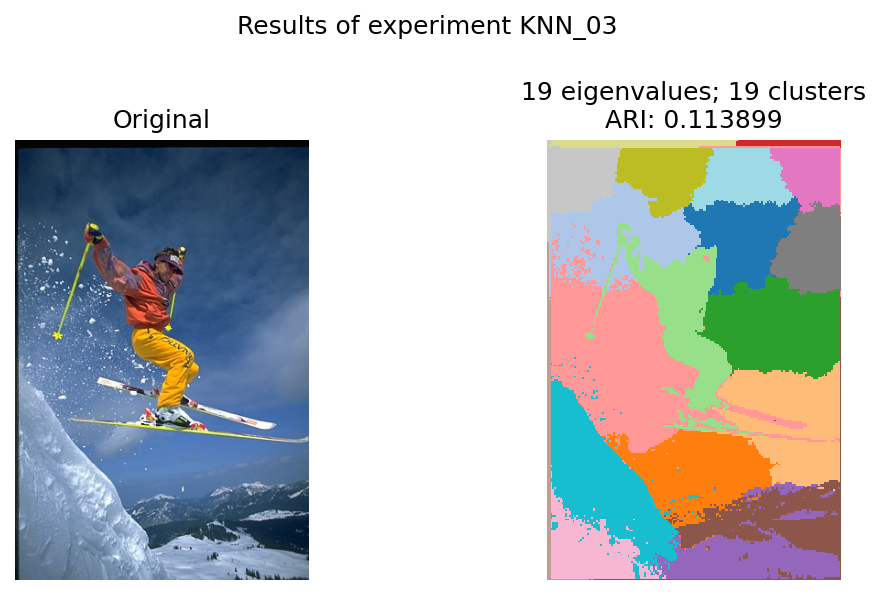 Results of experiment KNN_03
Original
19 eigenvalues; 19 clusters
ARI: 0.113899